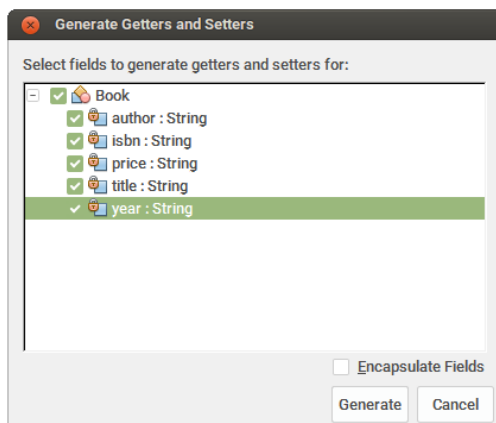 Generate Getters and Setters
Select fields to generate getters and setters for:
Book
author : String
isbn : String
price : String
title : String
year : String
Encapsulate Fields
Generate Cancel